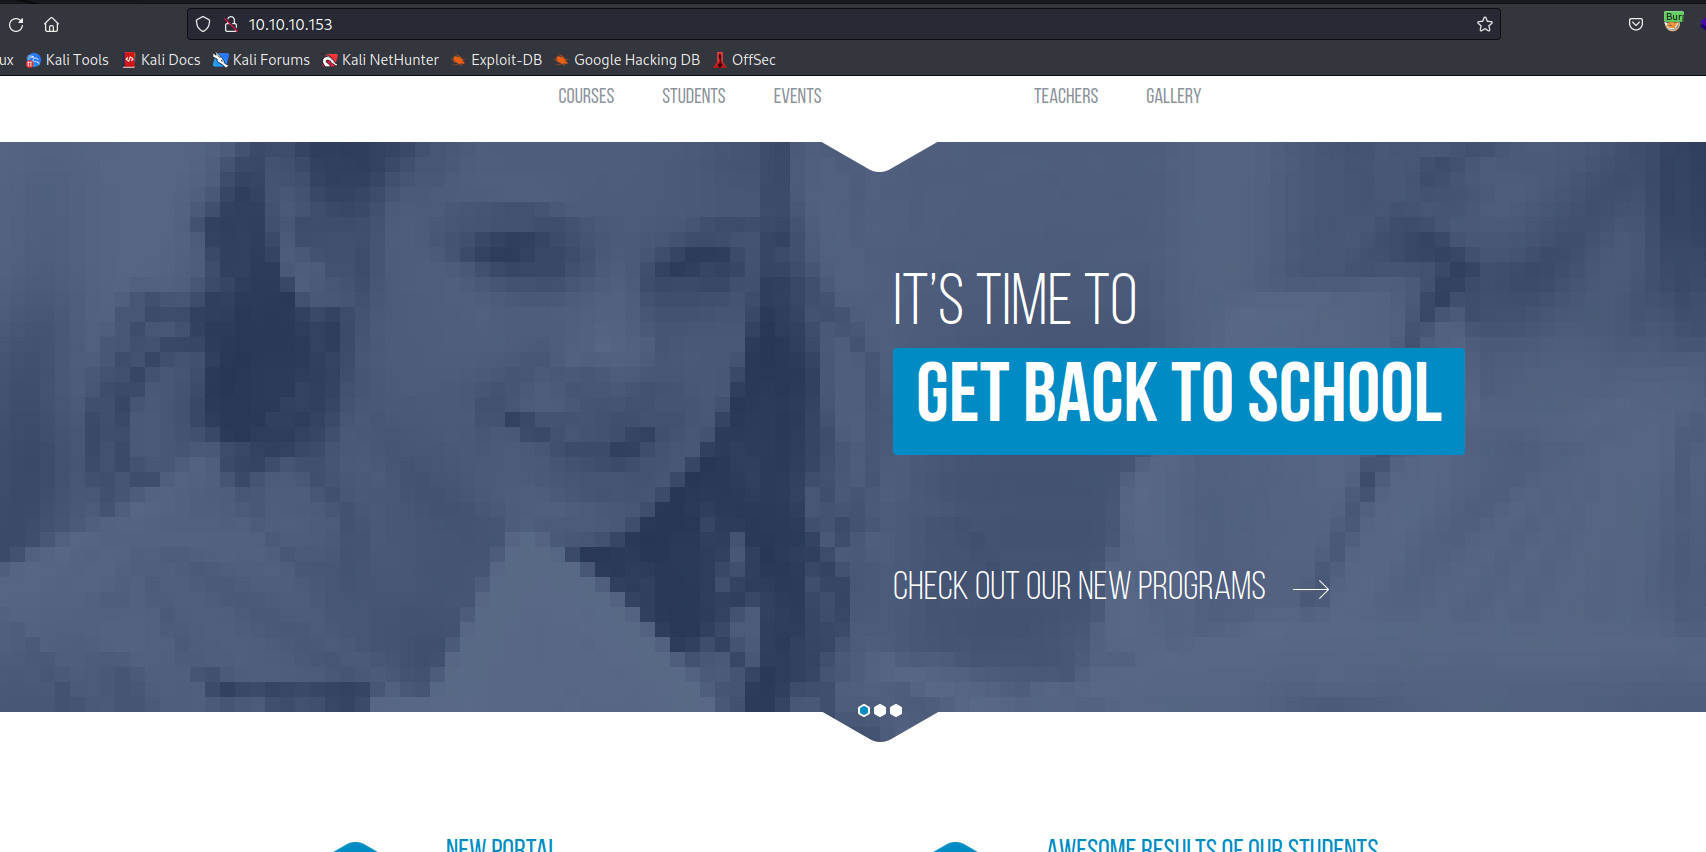 10.10.10.153
Burp
ux Kali Tools Kali Docs Kali Forums Kali NetHunter Exploit-DB Google Hacking DB OffSec
COURSES STUDENTS EVENTS TEACHERS GALLERY
IT'S TIME TO
GET BACK TO SCHOOL
CHECK OUT OUR NEW PROGRAMS
NEW PORTAL
AWESOME RESULTS OF OUR STUDENTS